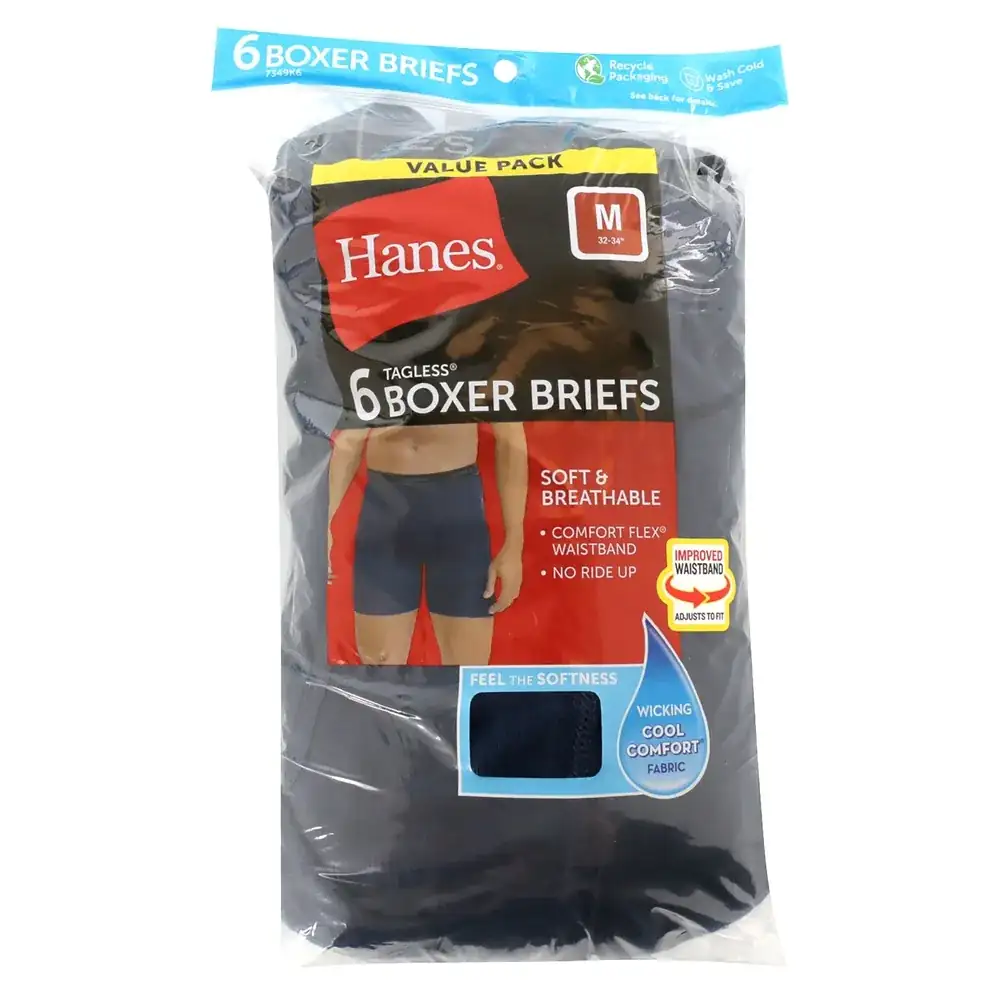 6 BOXER BRIEFS
7349K6
Recycle
Packaging
Wash Cold
& Save
See back for details.
VALUE PACK
Hanes®
M
32-34"
TAGLESS®
6 BOXER BRIEFS
SOFT &
BREATHABLE
• COMFORT FLEX®
WAISTBAND
• NO RIDE UP
IMPROVED
WAISTBAND
ADJUSTS TO FIT
FEEL THE SOFTNESS
WICKING
COOL
COMFORT
FABRIC